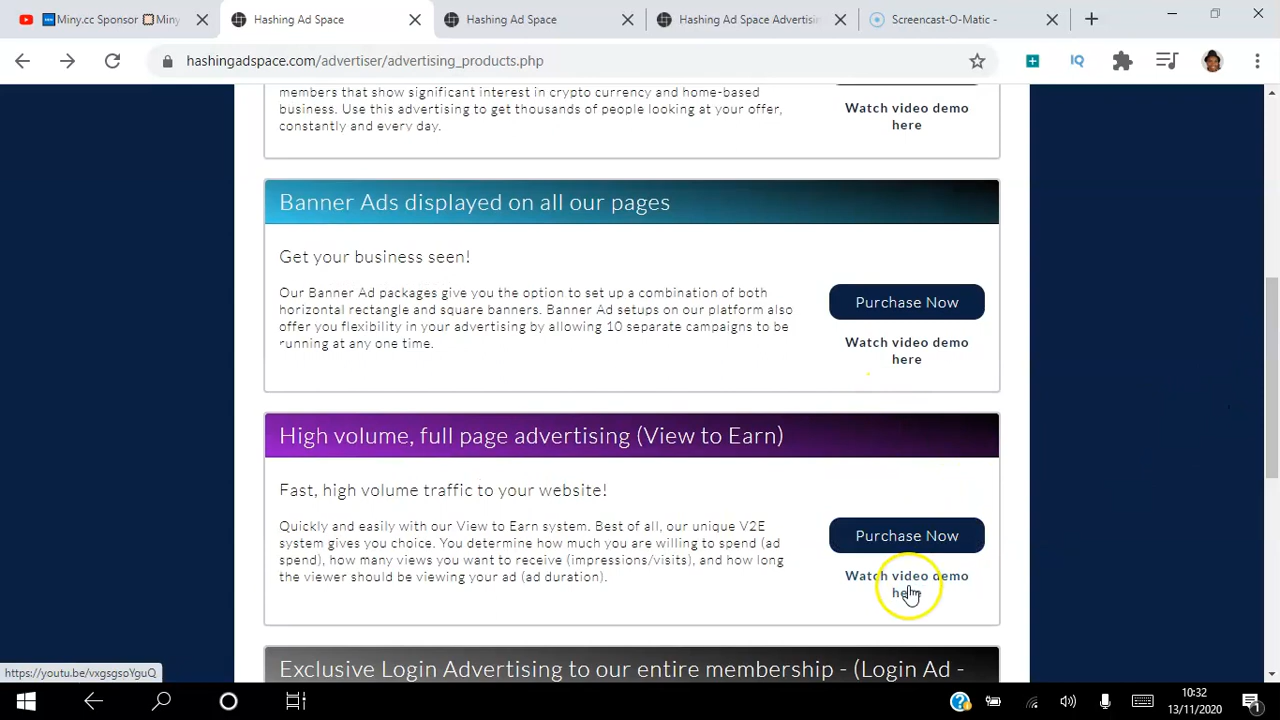 Miny.cc Sponsor Miny
Hashing Ad Space
Hashing Ad Space
Hashing Ad Space Advertisin
Screencast-O-Matic -
hashingadspace.com/advertiser/advertising_products.php
IQ
members that show significant interest in crypto currency and home-based
business. Use this advertising to get thousands of people looking at your offer,
constantly and every day.
Watch video demo
here
Banner Ads displayed on all our pages
Get your business seen!
Our Banner Ad packages give you the option to set up a combination of both
horizontal rectangle and square banners. Banner Ad setups on our platform also
offer you flexibility in your advertising by allowing 10 separate campaigns to be
running at any one time.
Purchase Now
Watch video demo
here
High volume, full page advertising (View to Earn)
Fast, high volume traffic to your website!
Quickly and easily with our View to Earn system. Best of all, our unique V2E
system gives you choice. You determine how much you are willing to spend (ad
spend), how many views you want to receive (impressions/visits), and how long
the viewer should be viewing your ad (ad duration).
Purchase Now
Watch video demo
here
Exclusive Login Advertising to our entire membership - (Login Ad -
https://youtu.be/vxgsgsoYguQ
10:32
13/11/2020